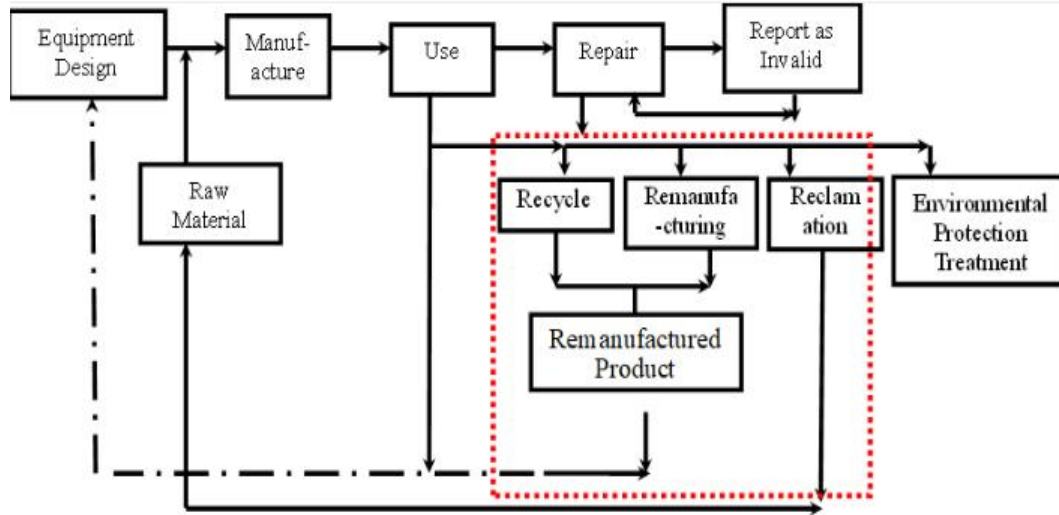 Equipment
Design
Manuf-
acture
Use
Repair
Report as
Invalid
Raw
Material
Recycle
Remanufa
-cturing
Reclam
ation
Environmental
Protection
Treatment
Remanufactured
Product